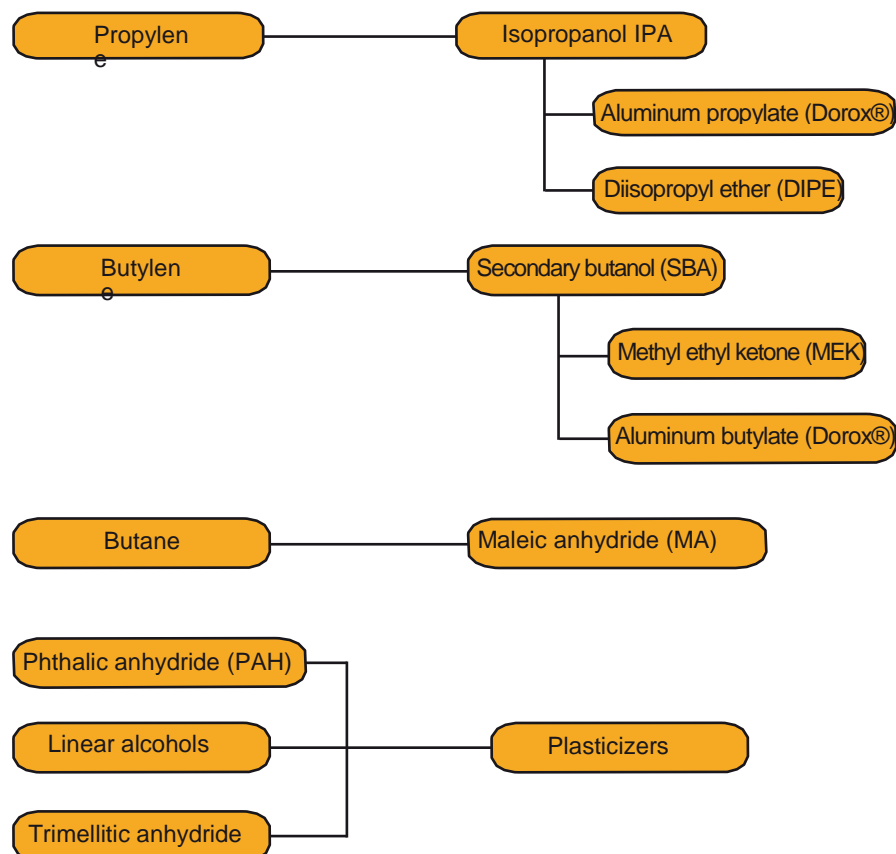 Propylen
e
Isopropanol IPA
Aluminum propylate (Dorox®)
Diisopropyl ether (DIPE)
Butylen
e
Secondary butanol (SBA)
Methyl ethyl ketone (MEK)
Aluminum butylate (Dorox®)
Butane
Maleic anhydride (MA)
Phthalic anhydride (PAH)
Linear alcohols
Plasticizers
Trimellitic anhydride